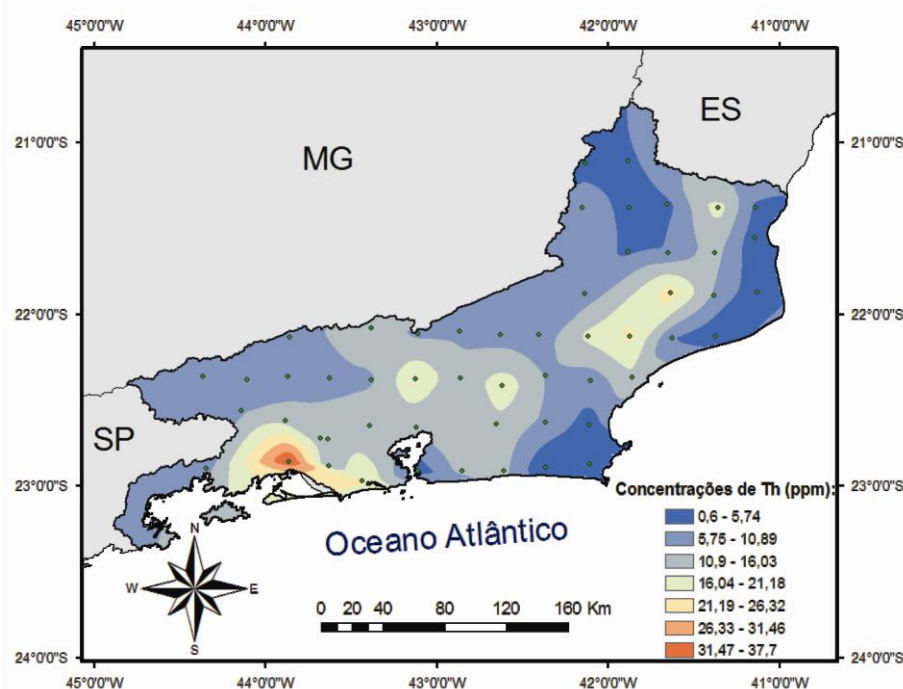 45°0'0"W 44°0'0"W 43°0'0"W 42°0'0"W 41°0'0"W
ES
21°0'0"S 21°0'0"S
MG
22°0'0"S 22°0'0"S
SP
23°0'0"S 23°0'0"S
Concentrações de Th (ppm):
Oceano Atlântico
0,6 - 5,74
5,75 - 10,89
10,9 - 16,03
16,04 - 21,18
21,19 - 26,32
26,33 - 31,46
31,47 - 37,7
N
W E
S
0 20 40 80 120 160 Km
24°0'0"S 24°0'0"S
45°0'0"W 44°0'0"W 43°0'0"W 42°0'0"W 41°0'0"W